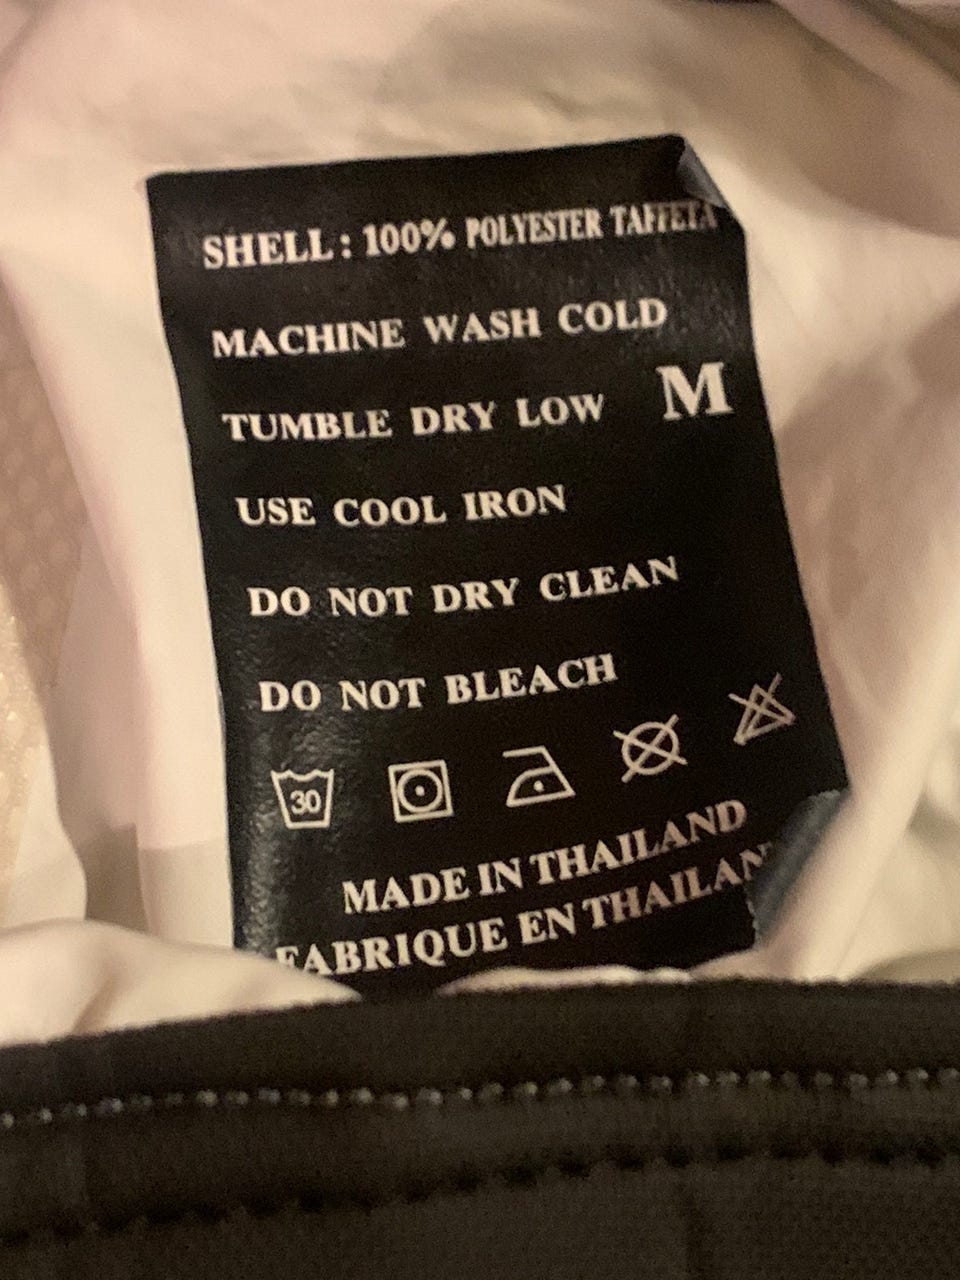 SHELL: 100% POLYESTER TAFFETA
MACHINE WASH COLD
TUMBLE DRY LOW
M
USE COOL IRON
DO NOT DRY CLEAN
DO NOT BLEACH
30
MADE IN THAILAND
FABRIQUE EN THAILAN